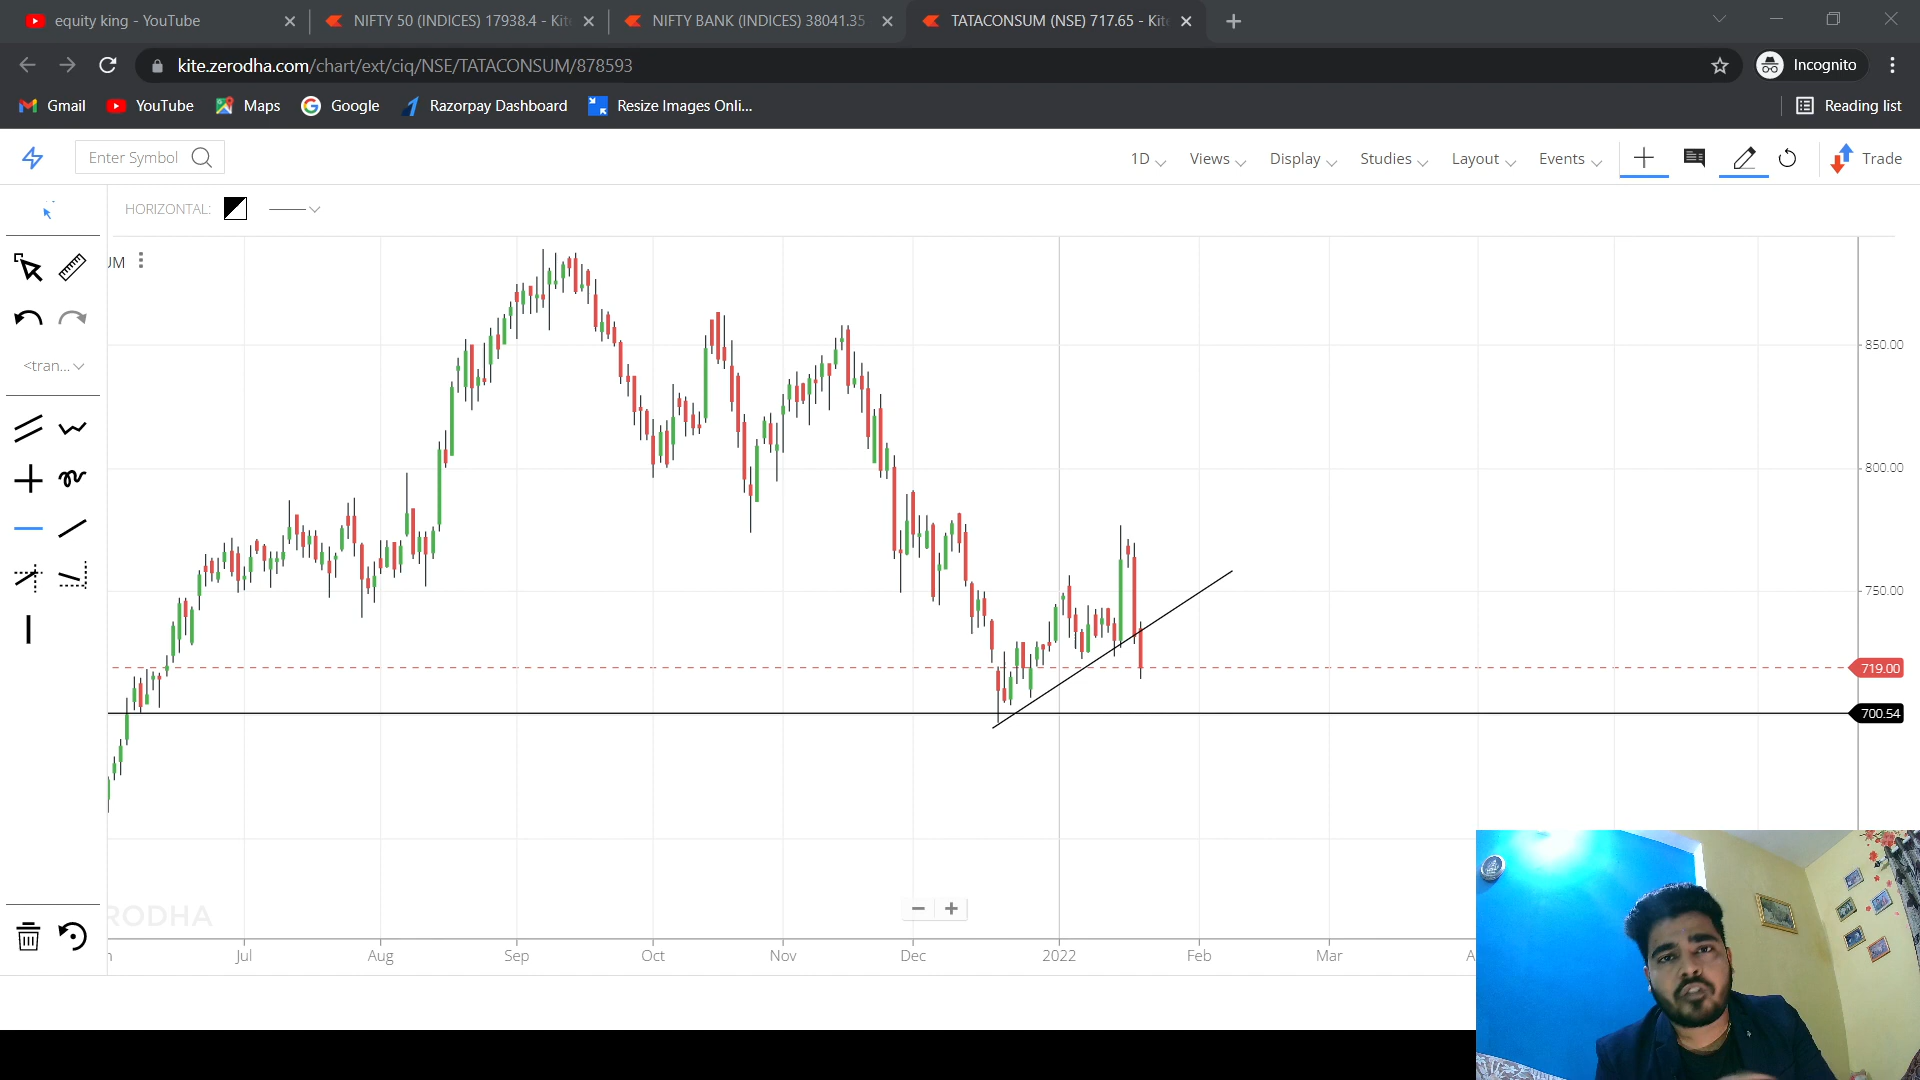 equity king - YouTube
NIFTY 50 (INDICES) 17938.4 - Kit
NIFTY BANK (INDICES) 38041.35
TATACONSUM (NSE) 717.65 - Kit
kite.zerodha.com/chart/ext/ciq/NSE/TATACONSUM/878593
Incognito
Gmail
YouTube
Maps
Google
Razorpay Dashboard
Resize Images Onli...
Reading list
Enter Symbol
1D
Views
Display
Studies
Layout
Events
Trade
HORIZONTAL:
UM
<tran...
850.00
800.00
750.00
719.00
700.54
RODHA
Jul
Aug
Sep
Oct
Nov
Dec
2022
Feb
Mar
A